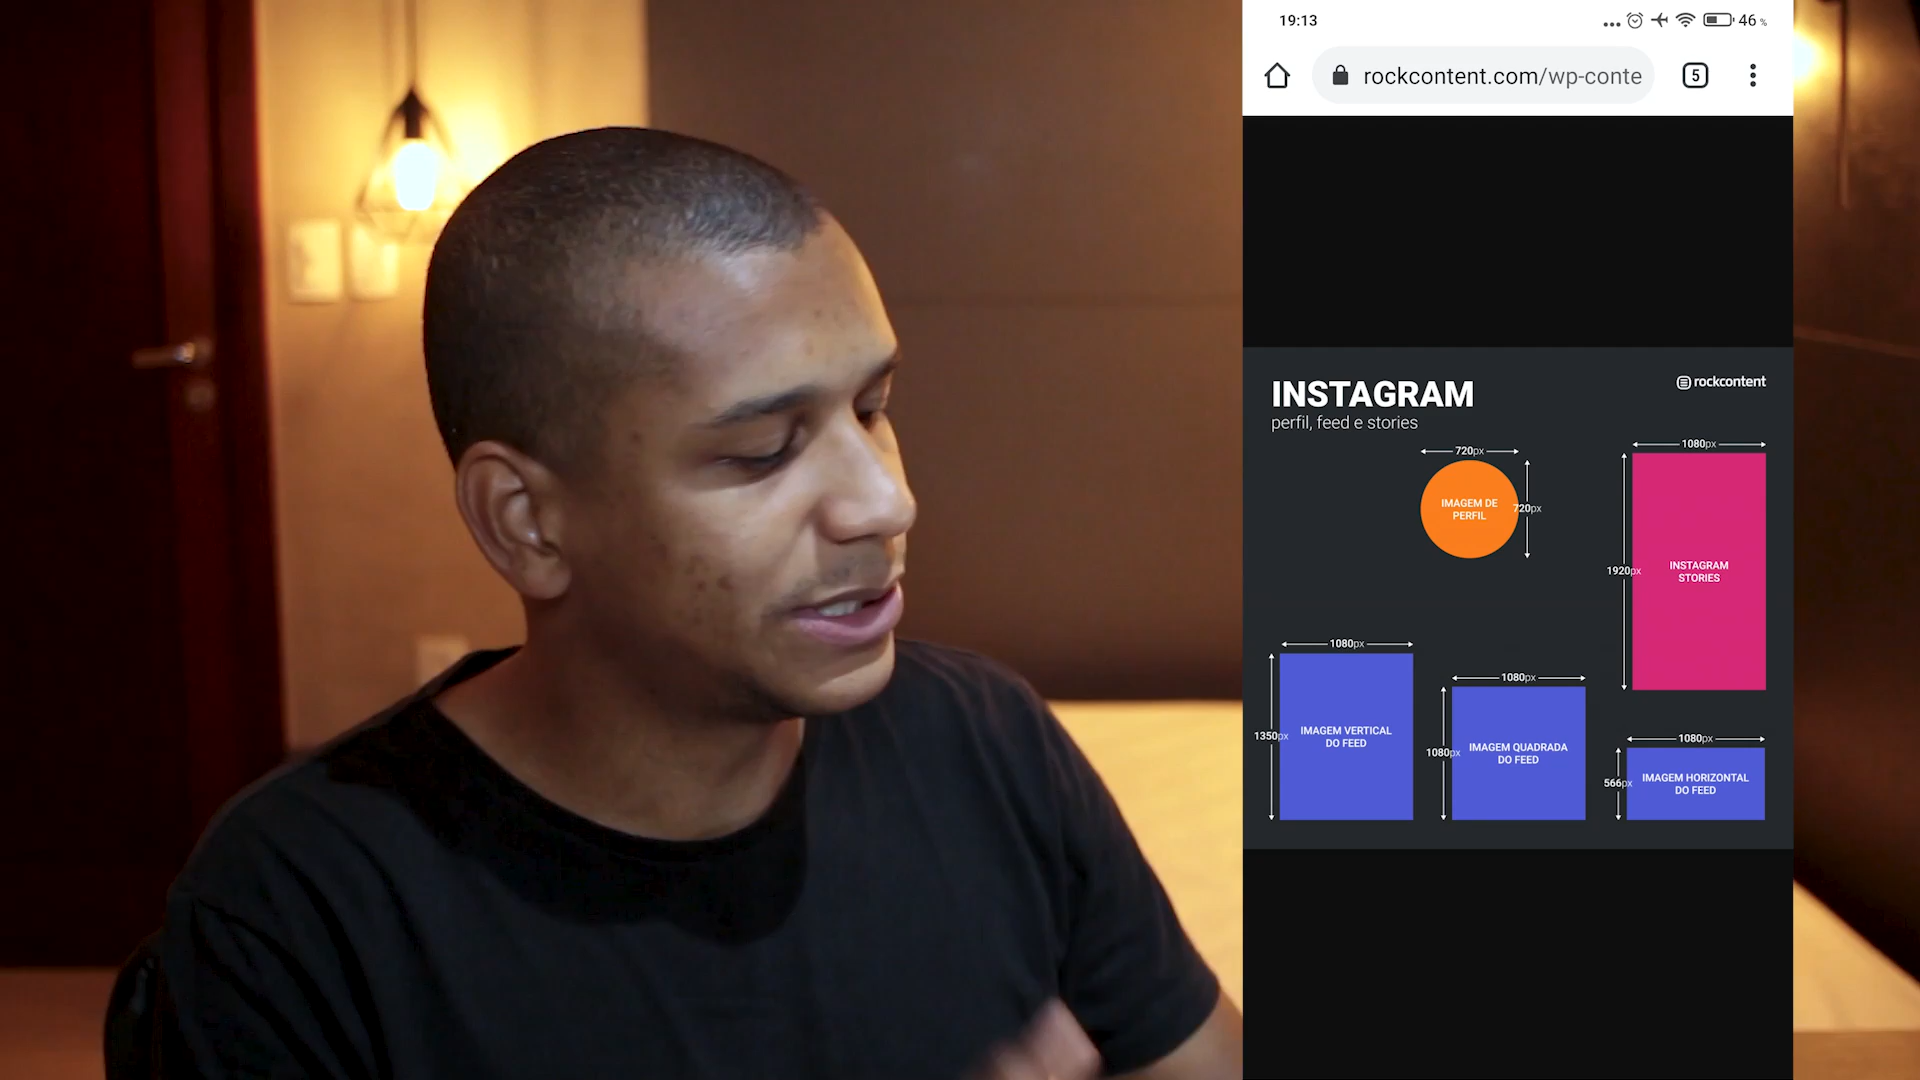 19:13
46 %
rockcontent.com/wp-conte
5
INSTAGRAM
perfil, feed e stories
rockcontent
720px
IMAGEM DE
PERFIL
720px
1080px
1920px
INSTAGRAM
STORIES
1080px
1350px
IMAGEM VERTICAL
DO FEED
1080px
1080px
IMAGEM QUADRADA
DO FEED
1080px
566px
IMAGEM HORIZONTAL
DO FEED